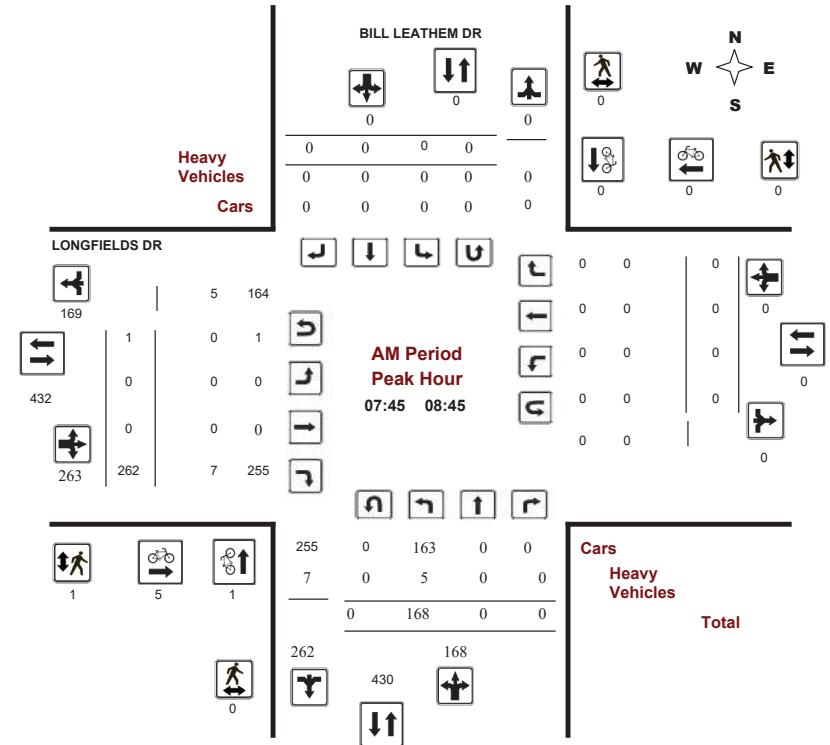 BILL LEATHEM DR
N
W E
S
0
0
0
0
0 0 0 0
Heavy
Vehicles
0 0 0 0 0
Cars
0 0 0 0 0
0 0 0
LONGFIELDS DR
169
5 164
0 0 0
0
1 0 1
0 0 0
432
0 0 0
0 0 0
0
AM Period
Peak Hour
07:45 08:45
0 0 0
0 0 0
263
262 7 255
0 0
0
255 0 163 0 0
Cars
7 0 5 0 0
Heavy
Vehicles
1 5 1
0 168 0 0
Total
262 168
430
0